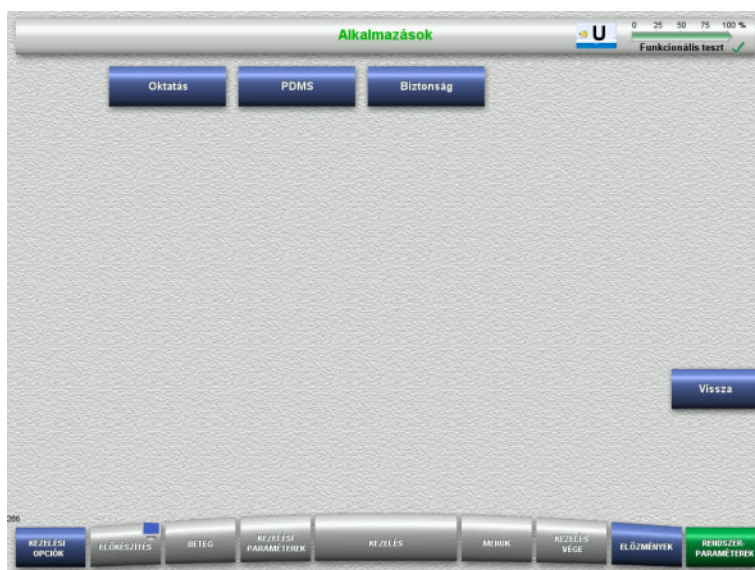 Alkalmazások
U
0 25 50 75 100 %
Funkcionális teszt
Oktatás
PDMS
Biztonság
Vissza
286
KEZELÉSI
OPCIÓK
ELŐKÉSZÍTÉS
BETEG
KEZELÉSI
PARAMÉTEREK
KEZELÉS
MENÜK
KEZELÉS
VÉGE
ELŐZMÉNYEK
RENDSZER-
PARAMÉTEREK